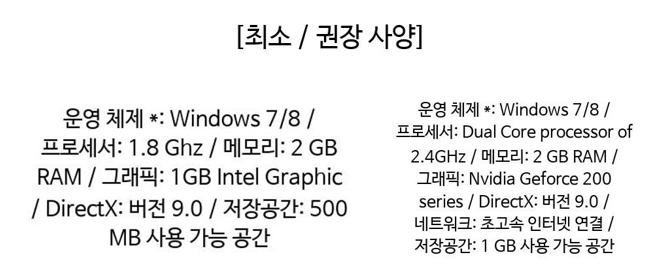 [최소 / 권장 사양]
운영 체제 *: Windows 7/8 /
프로세서: 1.8 Ghz / 메모리: 2 GB
RAM / 그래픽: 1GB Intel Graphic
/ DirectX: 버전 9.0 / 저장공간: 500
MB 사용 가능 공간
운영 체제 *: Windows 7/8 /
프로세서: Dual Core processor of
2.4GHz / 메모리: 2 GB RAM /
그래픽: Nvidia Geforce 200
series / DirectX: 버전 9.0 /
네트워크: 초고속 인터넷 연결 /
저장공간: 1 GB 사용 가능 공간